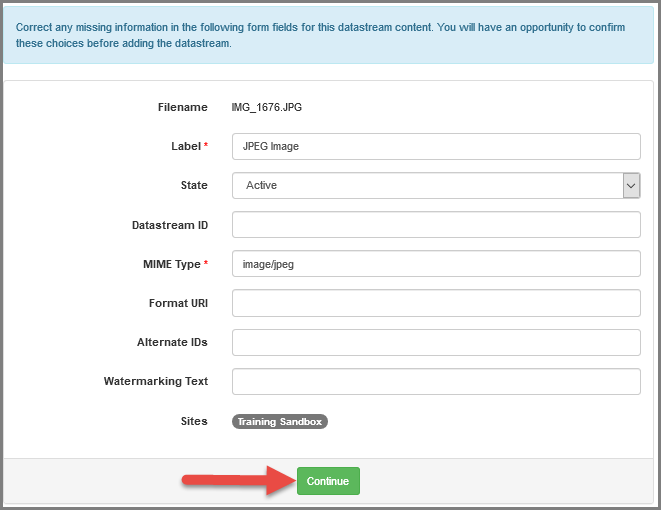 Correct any missing information in the following form fields for this datastream content. You will have an opportunity to confirm
these choices before adding the datastream.
Filename IMG_1676.JPG
Label * JPEG Image
State Active
Datastream ID
MIME Type * image/jpeg
Format URI
Alternate IDs
Watermarking Text
Sites Training Sandbox
Continue